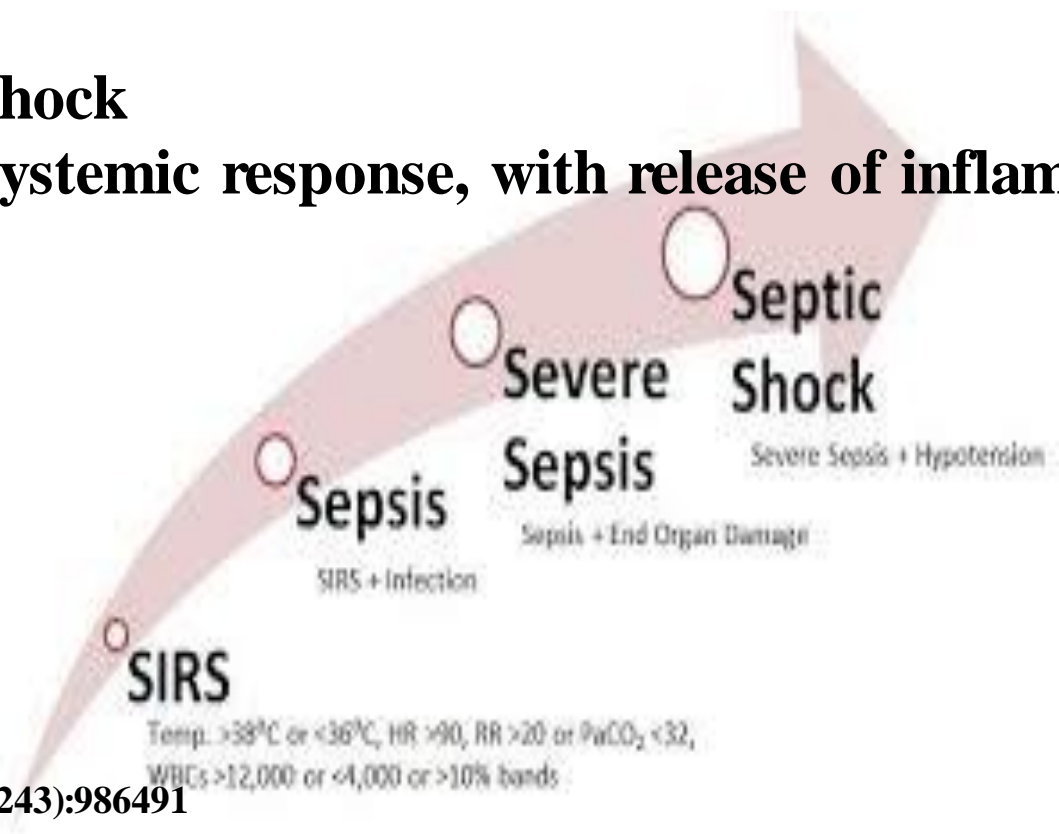 hock
ystemic response, with release of inflam
Septic
Shock
Severe Sepsis + Hypotension
Severe
Sepsis
Sepsis + End Organ Damage
Sepsis
SIRS + Infection
SIRS
Temp. >38⁰C or <36⁰C, HR >90, RR >20 or PaCO₂ <32,
WBCs >12,000 or <4,000 or >10% bands
243):986491